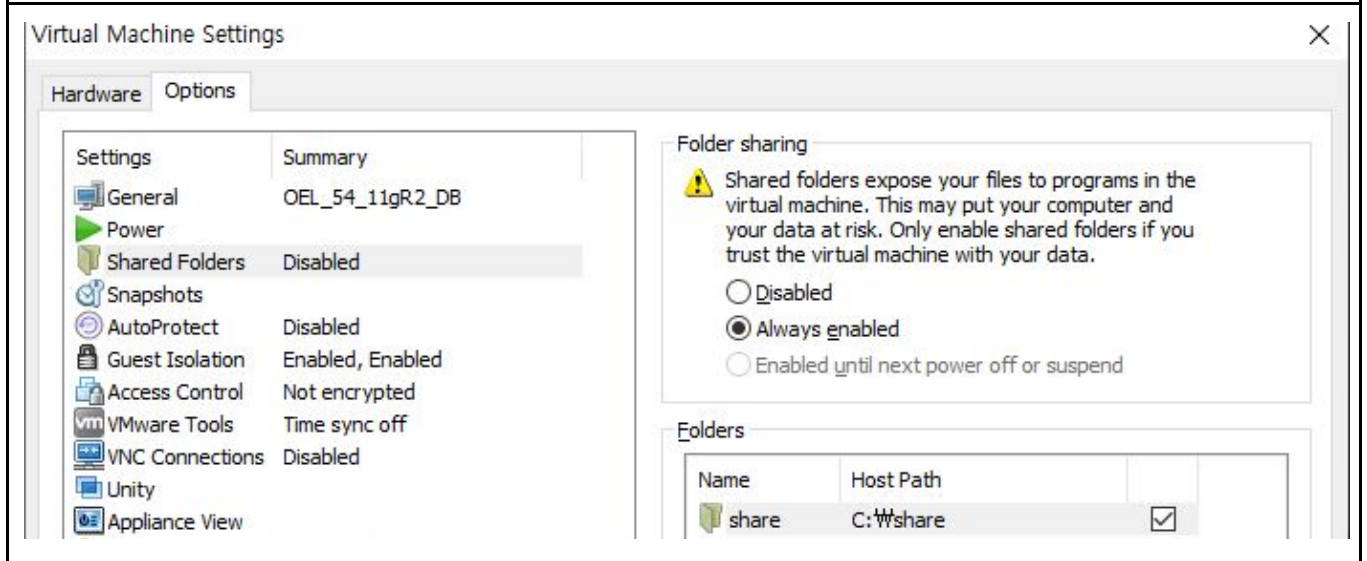 Virtual Machine Settings
Hardware Options
Settings Summary
General OEL_54_11gR2_DB
Power
Shared Folders Disabled
Snapshots
AutoProtect Disabled
Guest Isolation Enabled, Enabled
Access Control Not encrypted
vm VMware Tools Time sync off
VNC Connections Disabled
Unity
Appliance View
Folder sharing
Shared folders expose your files to programs in the
virtual machine. This may put your computer and
your data at risk. Only enable shared folders if you
trust the virtual machine with your data.
Disabled
Always enabled
Enabled until next power off or suspend
Folders
Name Host Path
share C:₩share